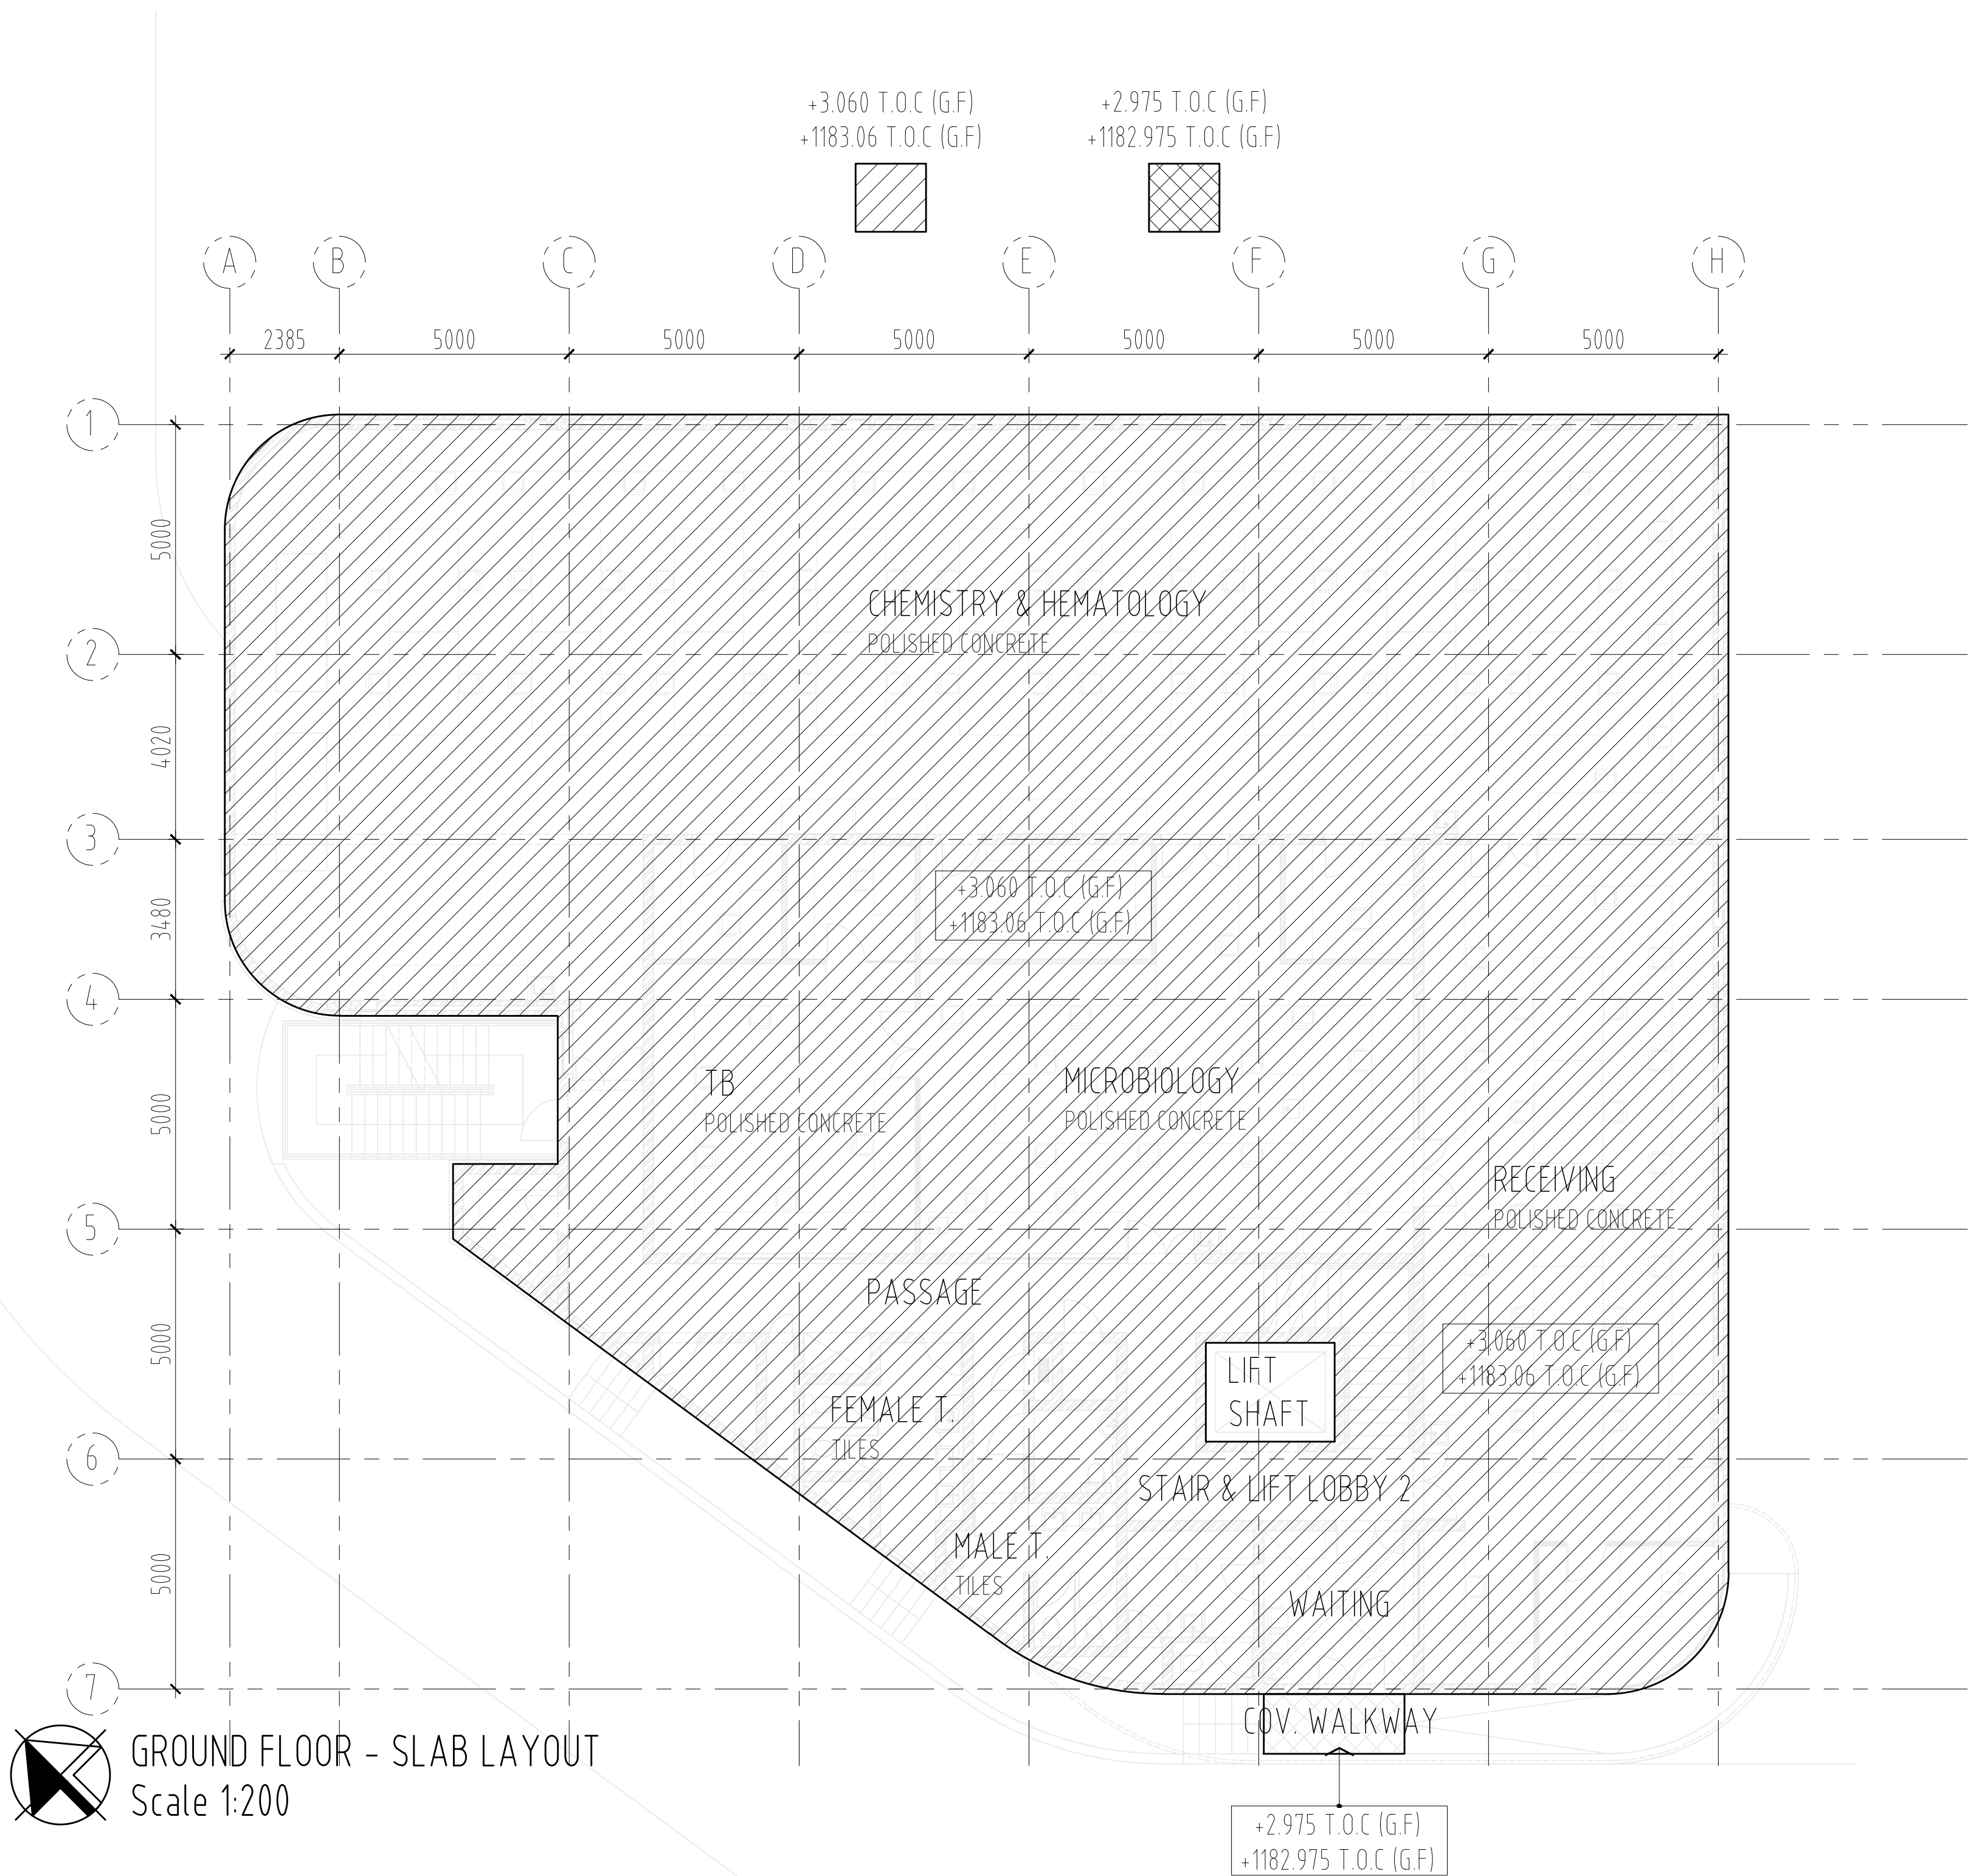 +3.060 T.O.C (G.F)
+1183.06 T.O.C (G.F)
+2.975 T.O.C (G.F)
+1182.975 T.O.C (G.F)
A B C D E F G H
2385 5000 5000 5000 5000 5000 5000
1
5000
CHEMISTRY & HEMATOLOGY
POLISHED CONCRETE
2
4020
3
+3.060 T.O.C (G.F)
+1183.06 T.O.C (G.F)
3480
4
TB
POLISHED CONCRETE
MICROBIOLOGY
POLISHED CONCRETE
5000
RECEIVING
POLISHED CONCRETE
5
PASSAGE
5000
LIFT
SHAFT
+3.060 T.O.C (G.F)
+1183.06 T.O.C (G.F)
FEMALE T.
TILES
6
STAIR & LIFT LOBBY 2
MALE T.
TILES
5000
WAITING
7
COV. WALKWAY
GROUND FLOOR - SLAB LAYOUT
Scale 1:200
+2.975 T.O.C (G.F)
+1182.975 T.O.C (G.F)